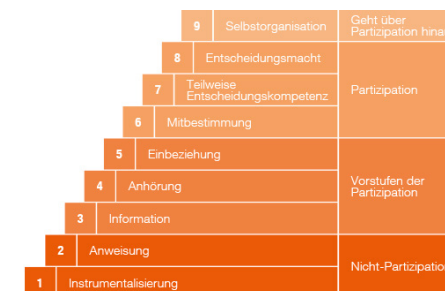 9 Selbstorganisation Geht über
Partizipation hinaus
8 Entscheidungsmacht
7 Teilweise
Entscheidungskompetenz
Partizipation
6 Mitbestimmung
5 Einbeziehung
4 Anhörung
Vorstufen der
Partizipation
3 Information
2 Anweisung
Nicht-Partizipation
1 Instrumentalisierung